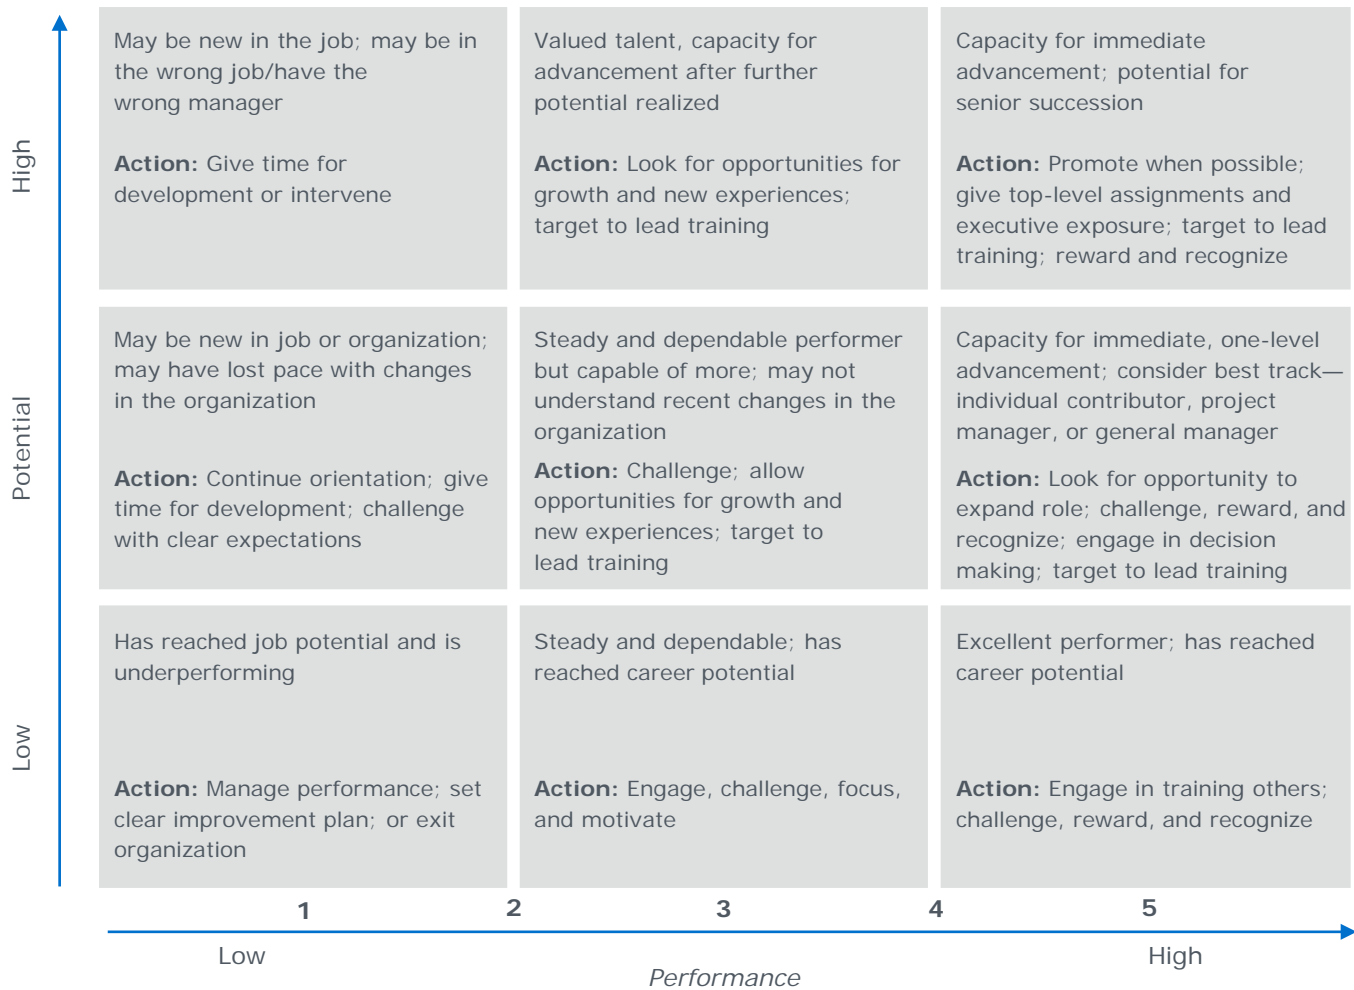 High
May be new in the job; may be in
the wrong job/have the
wrong manager
Action: Give time for
development or intervene
Valued talent, capacity for
advancement after further
potential realized
Action: Look for opportunities for
growth and new experiences;
target to lead training
Capacity for immediate
advancement; potential for
senior succession
Action: Promote when possible;
give top-level assignments and
executive exposure; target to lead
training; reward and recognize
Potential
May be new in job or organization;
may have lost pace with changes
in the organization
Action: Continue orientation; give
time for development; challenge
with clear expectations
Steady and dependable performer
but capable of more; may not
understand recent changes in the
organization
Action: Challenge; allow
opportunities for growth and
new experiences; target to
lead training
Capacity for immediate, one-level
advancement; consider best track—
individual contributor, project
manager, or general manager
Action: Look for opportunity to
expand role; challenge, reward, and
recognize; engage in decision
making; target to lead training
Low
Has reached job potential and is
underperforming
Action: Manage performance; set
clear improvement plan; or exit
organization
Steady and dependable; has
reached career potential
Action: Engage, challenge, focus,
and motivate
Excellent performer; has reached
career potential
Action: Engage in training others;
challenge, reward, and recognize
1 2 3 4 5
Low High
Performance